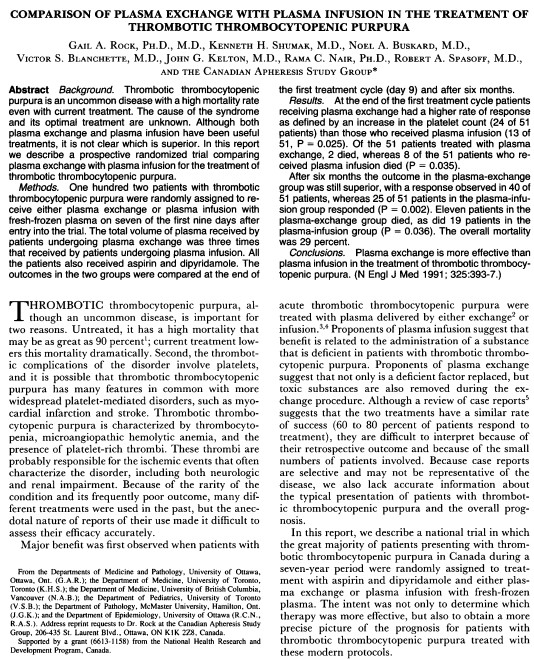 COMPARISON OF PLASMA EXCHANGE WITH PLASMA INFUSION IN THE TREATMENT OF
THROMBOTIC THROMBOCYTOPENIC PURPURA
GAIL A. ROCK, PH.D., M.D., KENNETH H. SHUMAK, M.D., NOEL A. BUSKARD, M.D.,
VICTOR S. BLANCHETTE, M.D., JOHN G. KELTON, M.D., RAMA C. NAIR, PH.D., ROBERT A. SPASOFF, M.D.,
AND THE CANADIAN APHERESIS STUDY GROUP*
Abstract Background. Thrombotic thrombocytopenic
purpura is an uncommon disease with a high mortality rate
even with current treatment. The cause of the syndrome
and its optimal treatment are unknown. Although both
plasma exchange and plasma infusion have been useful
treatments, it is not clear which is superior. In this report
we describe a prospective randomized trial comparing
plasma exchange with plasma infusion for the treatment of
thrombotic thrombocytopenic purpura.
Methods. One hundred two patients with thrombotic
thrombocytopenic purpura were randomly assigned to re-
ceive either plasma exchange or plasma infusion with
fresh-frozen plasma on seven of the first nine days after
entry into the trial. The total volume of plasma received by
patients undergoing plasma exchange was three times
that received by patients undergoing plasma infusion. All
the patients also received aspirin and dipyridamole. The
outcomes in the two groups were compared at the end of
the first treatment cycle (day 9) and after six months.
Results. At the end of the first treatment cycle patients
receiving plasma exchange had a higher rate of response
as defined by an increase in the platelet count (24 of 51
patients) than those who received plasma infusion (13 of
51, P = 0.025). Of the 51 patients treated with plasma
exchange, 2 died, whereas 8 of the 51 patients who re-
ceived plasma infusion died (P = 0.035).
After six months the outcome in the plasma-exchange
group was still superior, with a response observed in 40 of
51 patients, whereas 25 of 51 patients in the plasma-infu-
sion group responded (P = 0.002). Eleven patients in the
plasma-exchange group died, as did 19 patients in the
plasma-infusion group (P = 0.036). The overall mortality
was 29 percent.
Conclusions. Plasma exchange is more effective than
plasma infusion in the treatment of thrombotic thrombocy-
topenic purpura. (N Engl J Med 1991; 325:393-7.)
THROMBOTIC thrombocytopenic purpura, al-
though an uncommon disease, is important for
two reasons. Untreated, it has a high mortality that
may be as great as 90 percent1; current treatment low-
ers this mortality dramatically. Second, the thrombot-
ic complications of the disorder involve platelets,
and it is possible that thrombotic thrombocytopenic
purpura has many features in common with more
widespread platelet-mediated disorders, such as myo-
cardial infarction and stroke. Thrombotic thrombo-
cytopenic purpura is characterized by thrombocyto-
penia, microangiopathic hemolytic anemia, and the
presence of platelet-rich thrombi. These thrombi are
probably responsible for the ischemic events that often
characterize the disorder, including both neurologic
and renal impairment. Because of the rarity of the
condition and its frequently poor outcome, many dif-
ferent treatments were used in the past, but the anec-
dotal nature of reports of their use made it difficult to
assess their efficacy accurately.
Major benefit was first observed when patients with
From the Departments of Medicine and Pathology, University of Ottawa,
Ottawa, Ont. (G.A.R.); the Department of Medicine, University of Toronto,
Toronto (K.H.S.); the Department of Medicine, University of British Columbia,
Vancouver (N.A.B.); the Department of Pediatrics, University of Toronto
(V.S.B.); the Department of Pathology, McMaster University, Hamilton, Ont.
(J.G.K.); and the Department of Epidemiology, University of Ottawa (R.C.N.,
R.A.S.). Address reprint requests to Dr. Rock at the Canadian Apheresis Study
Group, 206-435 St. Laurent Blvd., Ottawa, ON K1K 2Z8, Canada.
Supported by a grant (6613-1158) from the National Health Research and
Development Program, Canada.
acute thrombotic thrombocytopenic purpura were
treated with plasma delivered by either exchange2 or
infusion.3,4 Proponents of plasma infusion suggest that
benefit is related to the administration of a substance
that is deficient in patients with thrombotic thrombo-
cytopenic purpura. Proponents of plasma exchange
suggest that not only is a deficient factor replaced, but
toxic substances are also removed during the ex-
change procedure. Although a review of case reports5
suggests that the two treatments have a similar rate
of success (60 to 80 percent of patients respond to
treatment), they are difficult to interpret because of
their retrospective outcome and because of the small
numbers of patients involved. Because case reports
are selective and may not be representative of the
disease, we also lack accurate information about
the typical presentation of patients with thrombot-
ic thrombocytopenic purpura and the overall prog-
nosis.
In this report, we describe a national trial in which
the great majority of patients presenting with throm-
botic thrombocytopenic purpura in Canada during a
seven-year period were randomly assigned to treat-
ment with aspirin and dipyridamole and either plas-
ma exchange or plasma infusion with fresh-frozen
plasma. The intent was not only to determine which
therapy was more effective, but also to obtain a more
precise picture of the prognosis for patients with
thrombotic thrombocytopenic purpura treated with
these modern protocols.